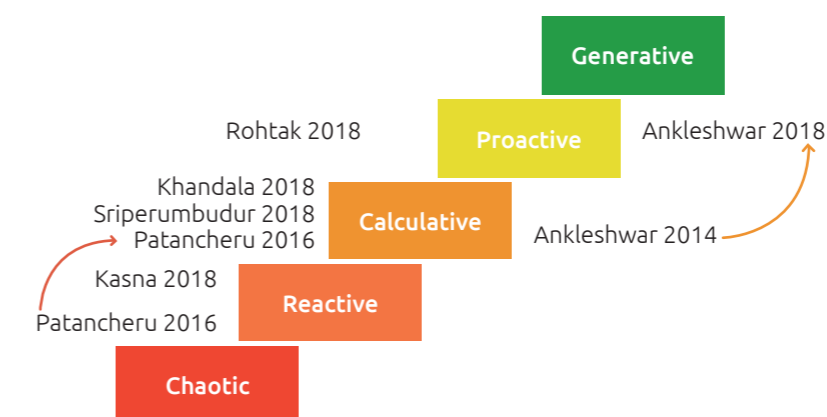 Generative
Rohtak 2018
Proactive
Ankleshwar 2018
Khandala 2018
Sriperumbudur 2018
Patancheru 2016
Calculative
Ankleshwar 2014
Kasna 2018
Patancheru 2016
Reactive
Chaotic